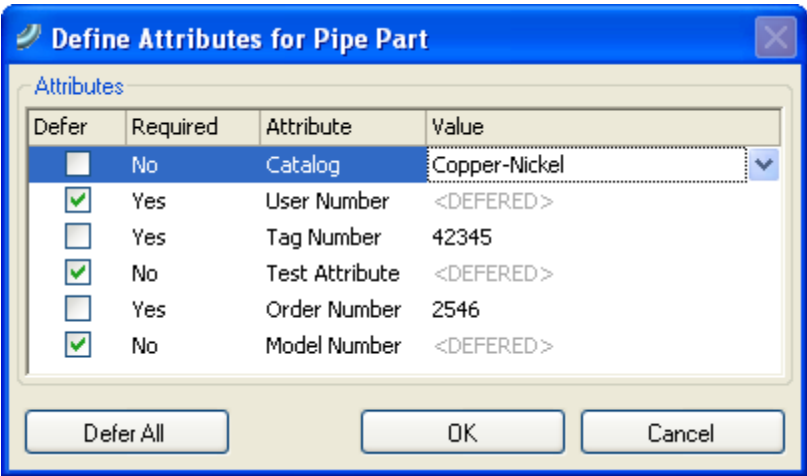 Define Attributes for Pipe Part
Attributes
Defer Required Attribute Value
No Catalog Copper-Nickel
Yes User Number <DEFERED>
Yes Tag Number 42345
No Test Attribute <DEFERED>
Yes Order Number 2546
No Model Number <DEFERED>
Defer All OK Cancel